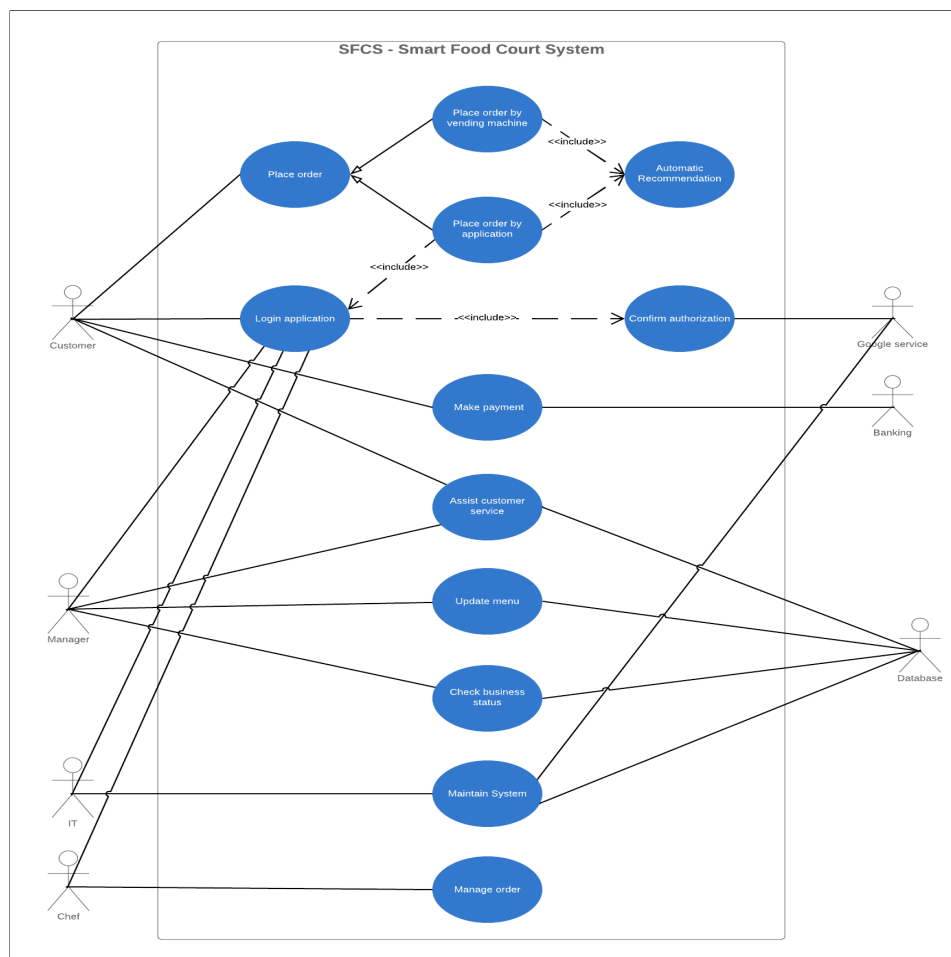 SFCS - Smart Food Court System
Place order by
vending machine
<<include>>
Place order
Automatic
Recommendation
<<include>>
Place order by
application
<<include>>
Login application
<<include>>
Confirm authorization
Customer
Google service
Make payment
Banking
Assist customer
service
Update menu
Manager
Database
Check business
status
Maintain System
IT
Manage order
Chef